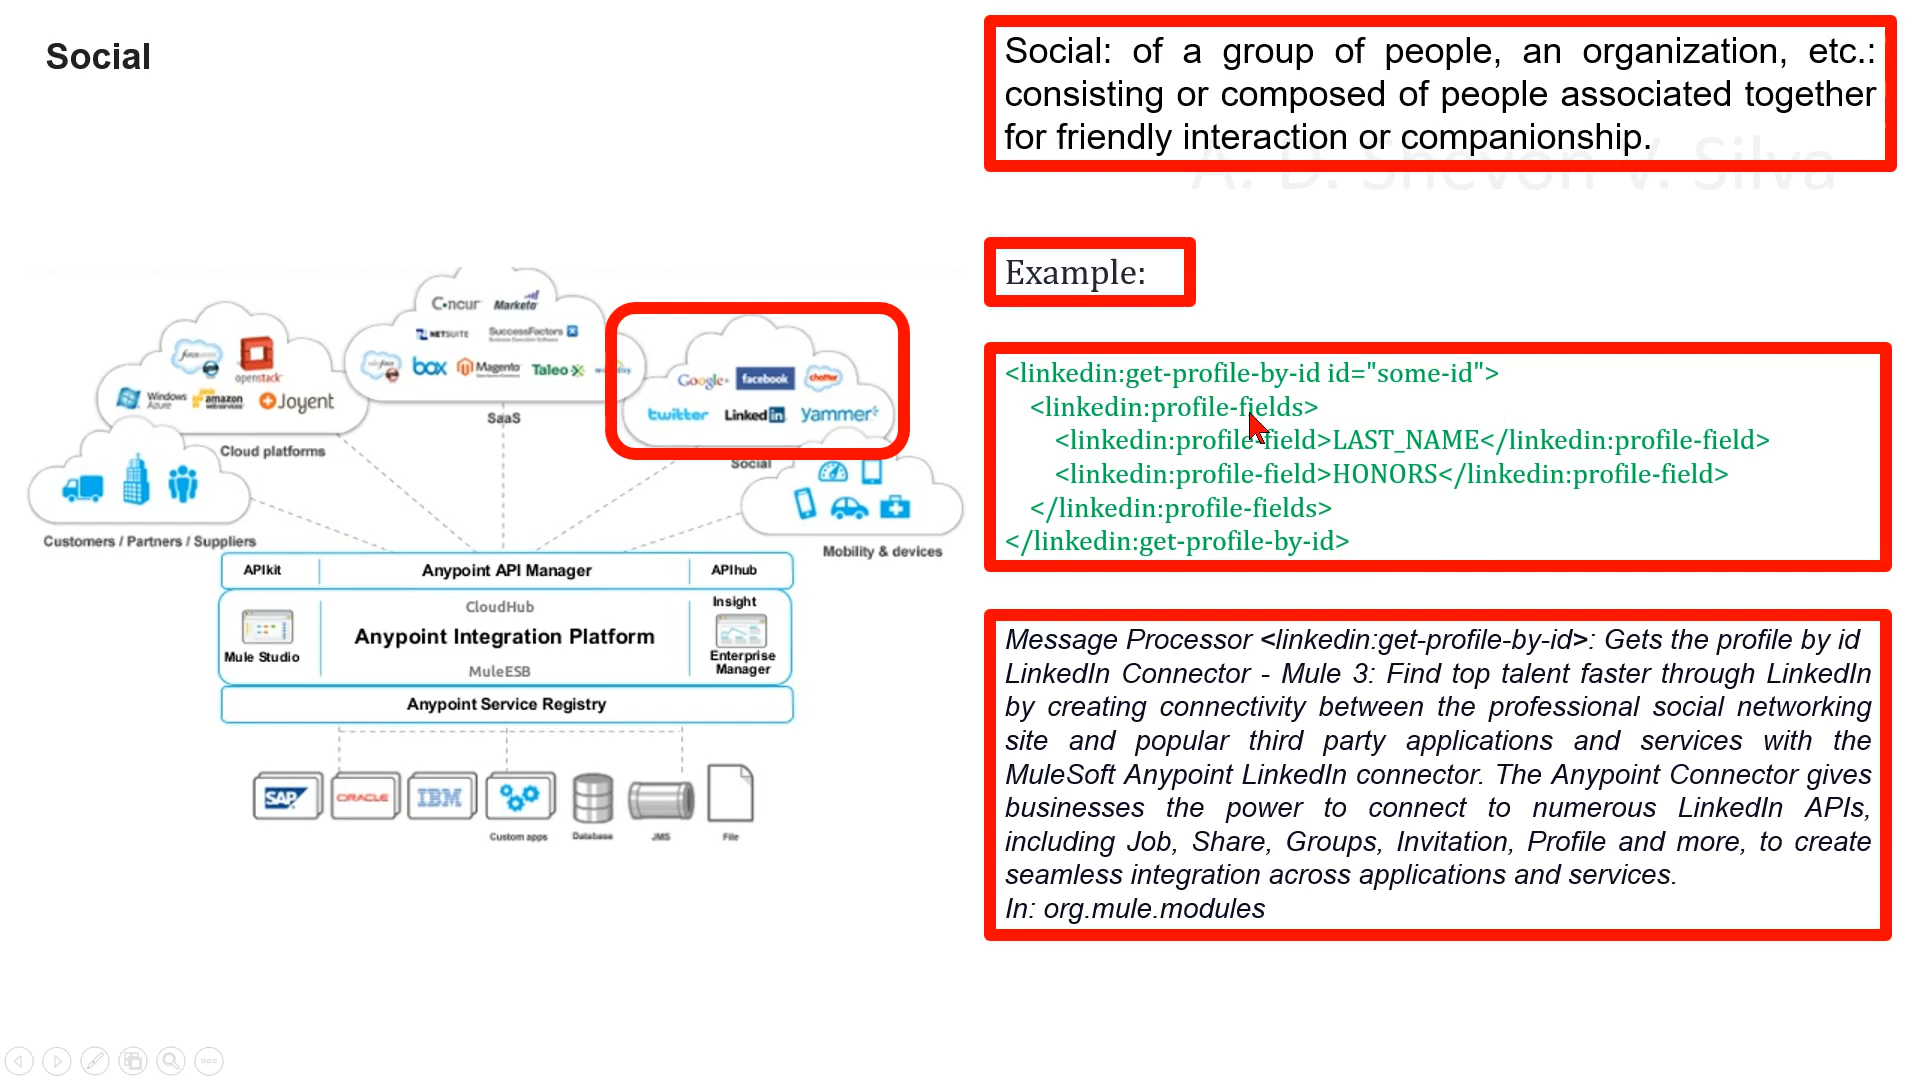 Social
Social: of a group of people, an organization, etc.:
consisting or composed of people associated together
for friendly interaction or companionship.
A. D. Shevon V. Silva
Example:
<linkedin:get-profile-by-id id="some-id">
<linkedin:profile-fields>
<linkedin:profile-field>LAST_NAME</linkedin:profile-field>
<linkedin:profile-field>HONORS</linkedin:profile-field>
</linkedin:profile-fields>
</linkedin:get-profile-by-id>
Message Processor <linkedin:get-profile-by-id>: Gets the profile by id
LinkedIn Connector - Mule 3: Find top talent faster through LinkedIn
by creating connectivity between the professional social networking
site and popular third party applications and services with the
MuleSoft Anypoint LinkedIn connector. The Anypoint Connector gives
businesses the power to connect to numerous LinkedIn APIs,
including Job, Share, Groups, Invitation, Profile and more, to create
seamless integration across applications and services.
In: org.mule.modules
Concur Marketo
NETSUITE SuccessFactors
box Magento Taleo
SaaS
openstack
Windows Azure amazon webservices Joyent
Cloud platforms
Google+ facebook chatter
twitter Linked in yammer
Social
Customers / Partners / Suppliers
Mobility & devices
APIkit Anypoint API Manager APIhub
CloudHub
Insight
Anypoint Integration Platform
Mule Studio
MuleESB
Enterprise
Manager
Anypoint Service Registry
SAP ORACLE IBM
Custom apps Database JMS File